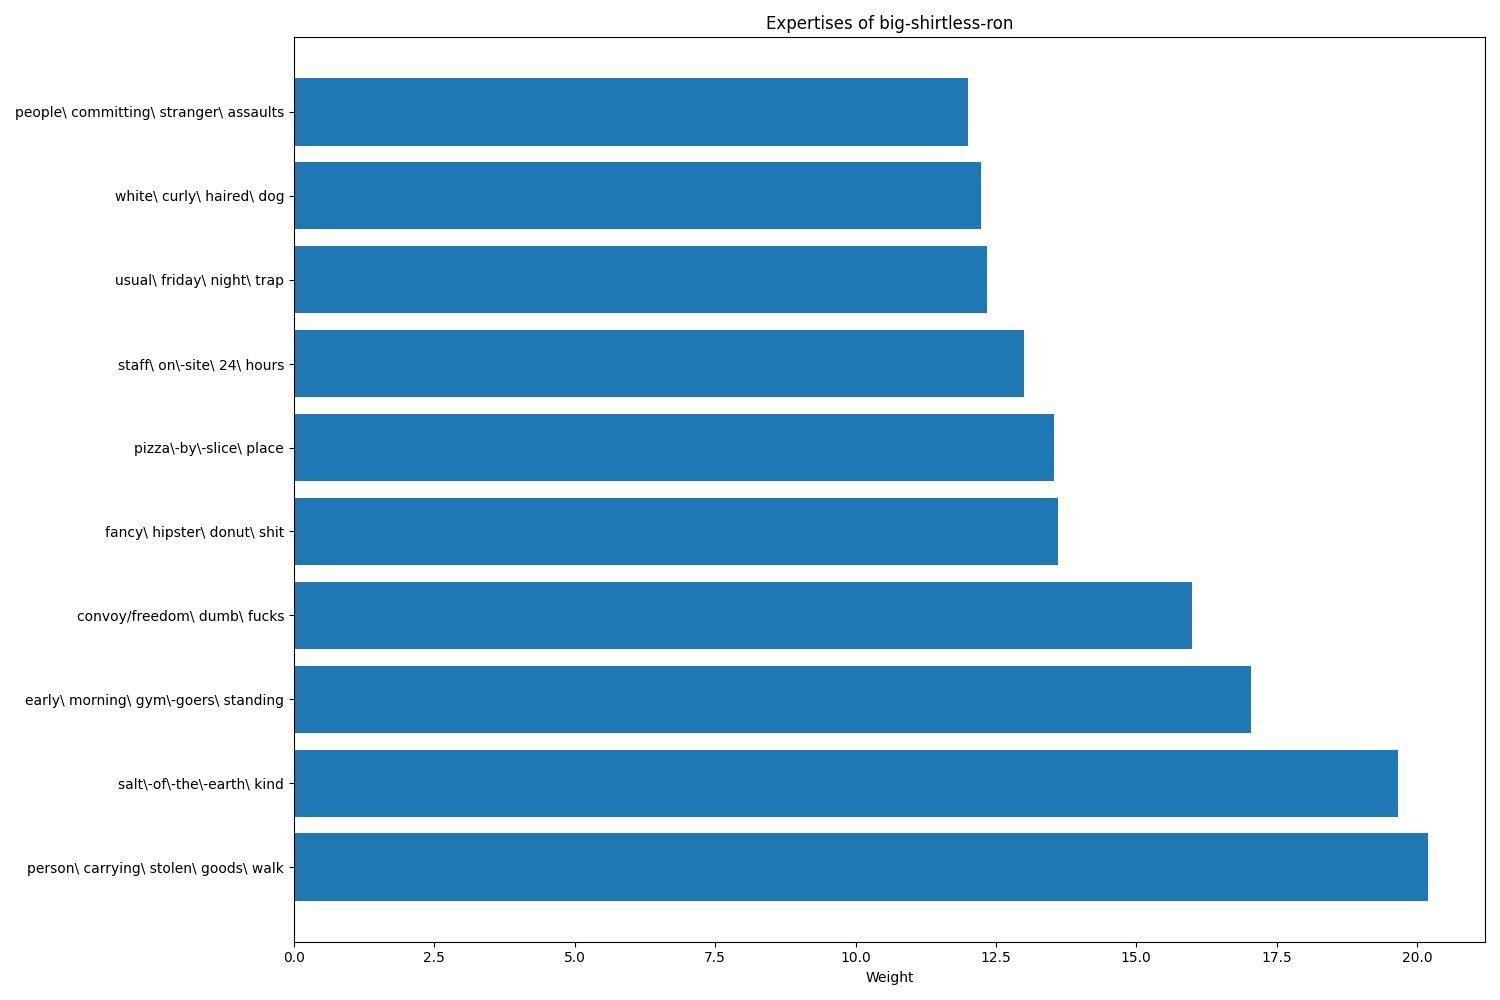 Expertises of big-shirtless-ron
people\ committing\ stranger\ assaults
white\ curly\ haired\ dog
usual\ friday\ night\ trap
staff\ on\-site\ 24\ hours
pizza\-by\-slice\ place
fancy\ hipster\ donut\ shit
convoy/freedom\ dumb\ fucks
early\ morning\ gym\-goers\ standing
salt\-of\-the\-earth\ kind
person\ carrying\ stolen\ goods\ walk
0.0 2.5 5.0 7.5 10.0 12.5 15.0 17.5 20.0
Weight